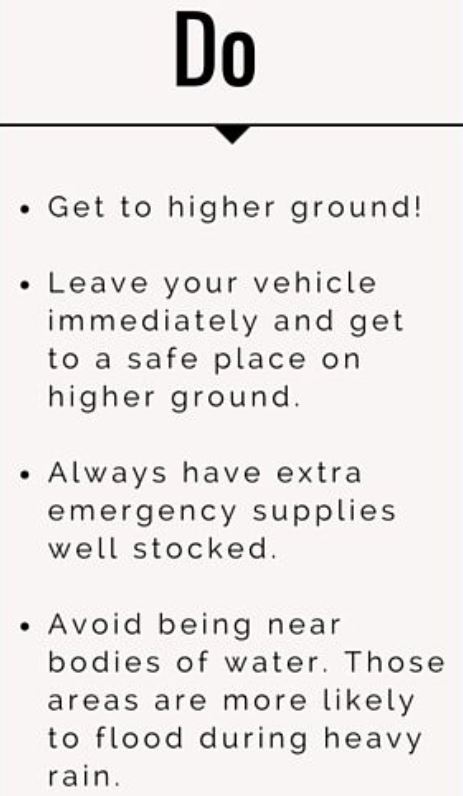 Do
• Get to higher ground!
• Leave your vehicle
immediately and get
to a safe place on
higher ground.
• Always have extra
emergency supplies
well stocked.
• Avoid being near
bodies of water. Those
areas are more likely
to flood during heavy
rain.